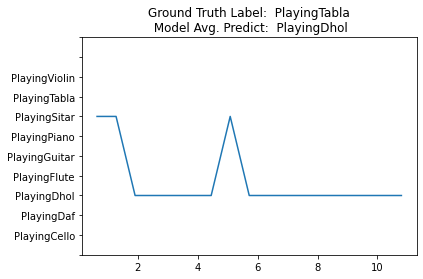 Ground Truth Label:  PlayingTabla
Model Avg. Predict:  PlayingDhol
PlayingViolin
PlayingTabla
PlayingSitar
PlayingPiano
PlayingGuitar
PlayingFlute
PlayingDhol
PlayingDaf
PlayingCello
2 4 6 8 10